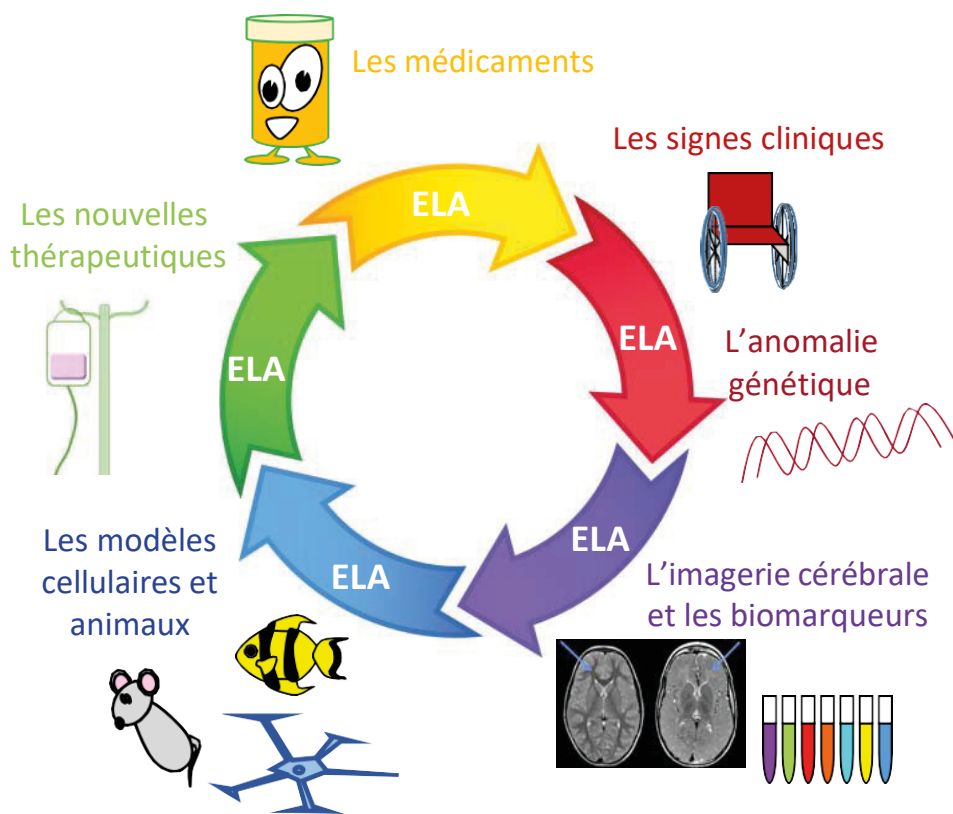 Les médicaments
Les signes cliniques
ELA
Les nouvelles
thérapeutiques
ELA
L'anomalie
génétique
ELA
ELA
Les modèles
cellulaires et
animaux
ELA
L'imagerie cérébrale
et les biomarqueurs